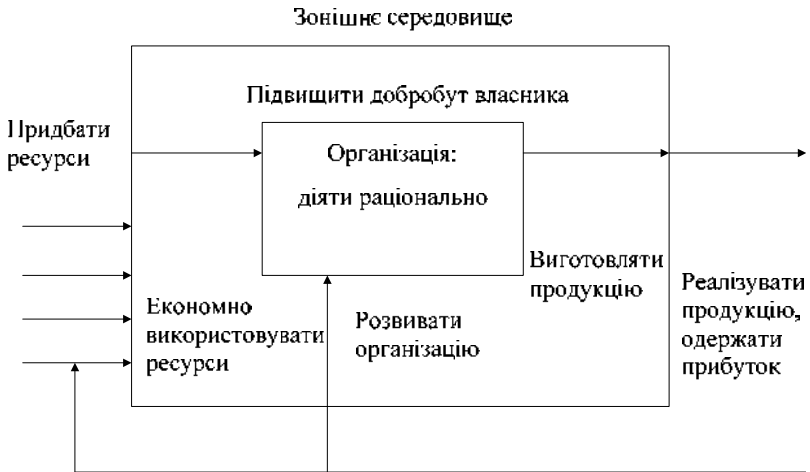 Зонішнє середовище
Підвищити добробут власника
Придбати
ресурси
Організація:
діяти раціонально
Виготовляти
продукцію
Економно
використовувати
ресурси
Розвивати
організацію
Реалізувати
продукцію,
одержати
прибуток